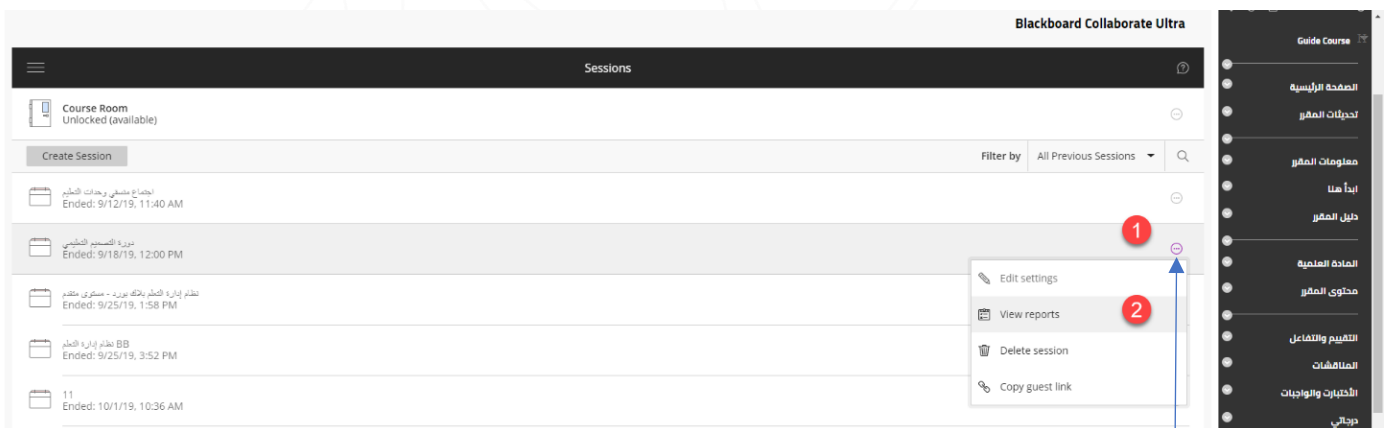 Blackboard Collaborate Ultra
Sessions
Course Room
Unlocked (available)
Create Session
Filter by All Previous Sessions
اجتماع منسقي وحدات التعليم
Ended: 9/12/19, 11:40 AM
دورة التصميم التعليمي
Ended: 9/18/19, 12:00 PM
1
نظام إدارة التعلم بلاك بورد - مستوى متقدم
Ended: 9/25/19, 1:58 PM
BB نظام إدارة التعلم
Ended: 9/25/19, 3:52 PM
11
Ended: 10/1/19, 10:36 AM
Edit settings
View reports
2
Delete session
Copy guest link
Guide Course
الصفحة الرئيسية
تحديثات المقرر
معلومات المقرر
ابدأ هنا
دليل المقرر
المادة العلمية
محتوى المقرر
التقييم والتفاعل
المناقشات
الأختبارت والواجبات
درجاتي